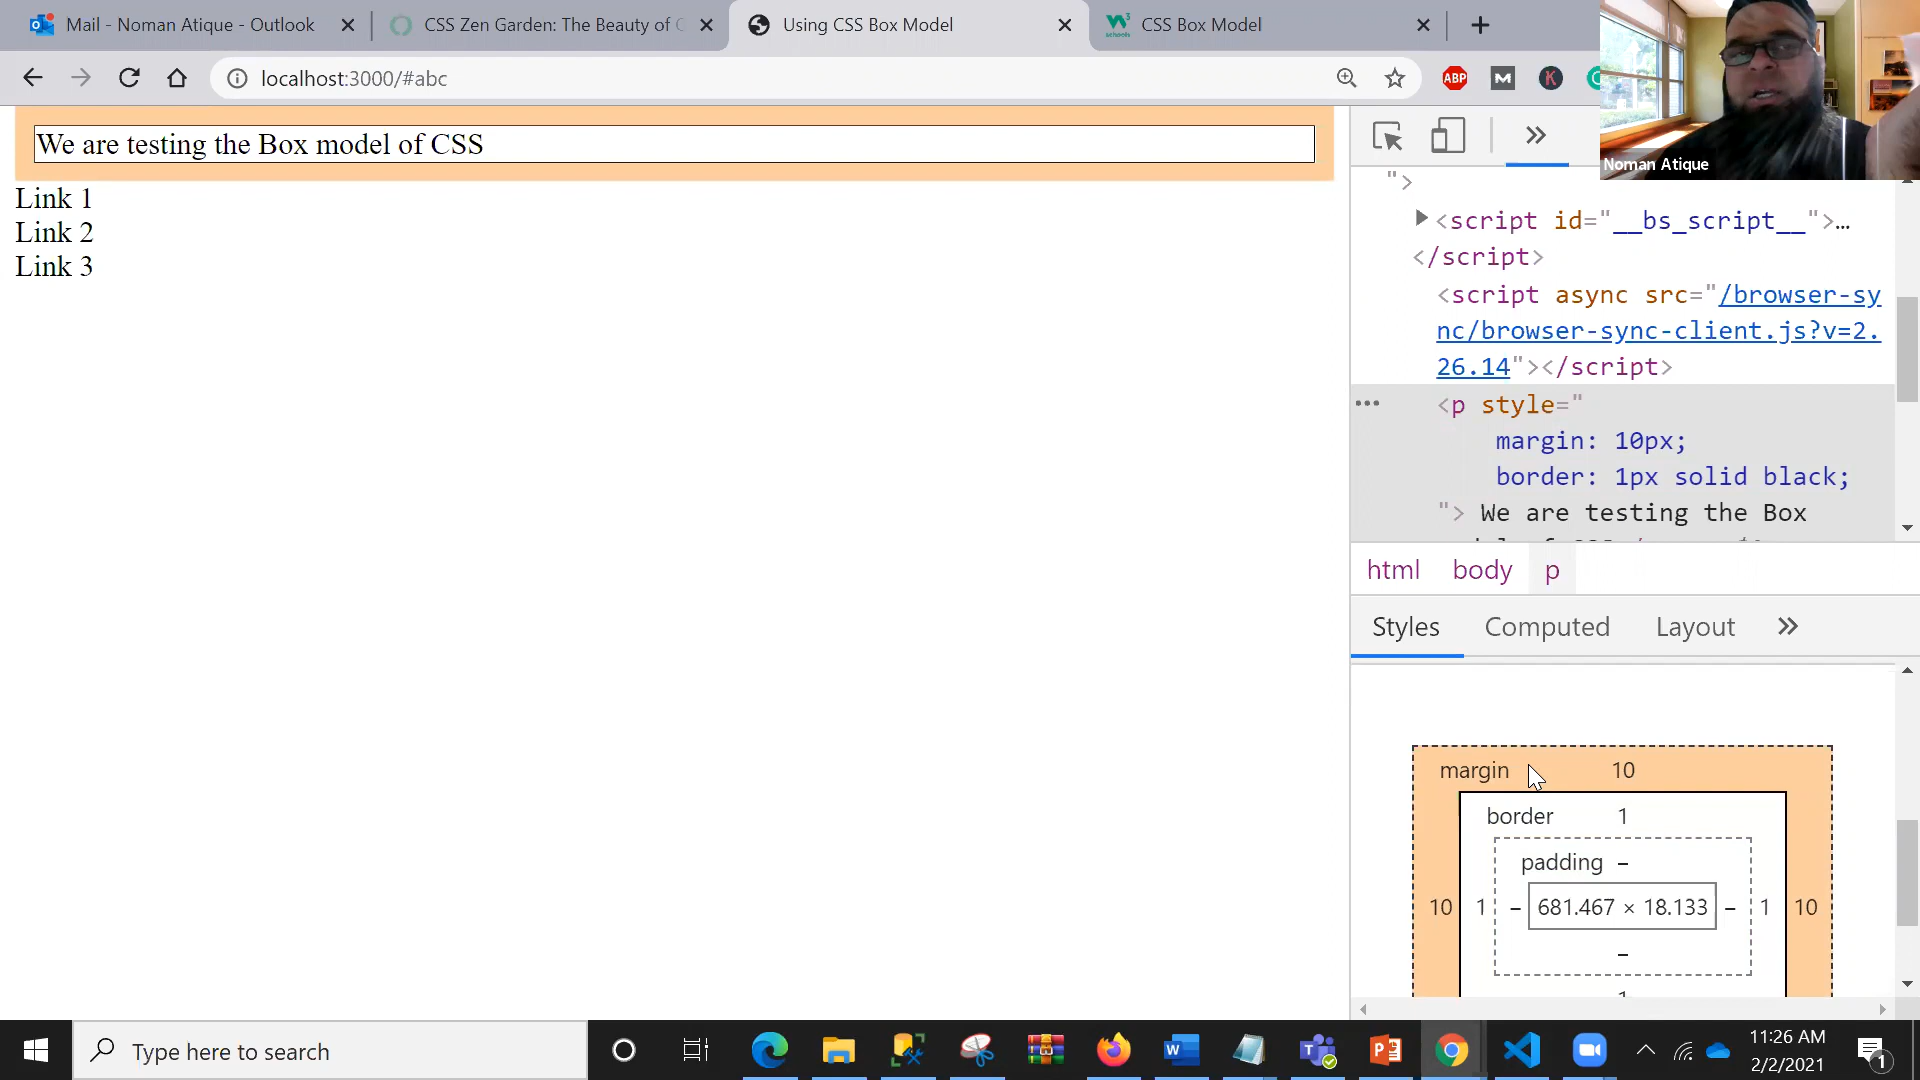 Mail - Noman Atique - Outlook
CSS Zen Garden: The Beauty of C
Using CSS Box Model
CSS Box Model
localhost:3000/#abc
ABP
M
K
Noman Atique
We are testing the Box model of CSS
Link 1
Link 2
Link 3
">
<script id="__bs_script__">…
</script>
<script async src="/browser-sy
nc/browser-sync-client.js?v=2.
26.14"></script>
<p style="
margin: 10px;
border: 1px solid black;
"> We are testing the Box
html body p
Styles Computed Layout
margin 10
border 1
padding –
10 1 – 681.467 × 18.133 – 1 10
–
Type here to search
11:26 AM
2/2/2021
1